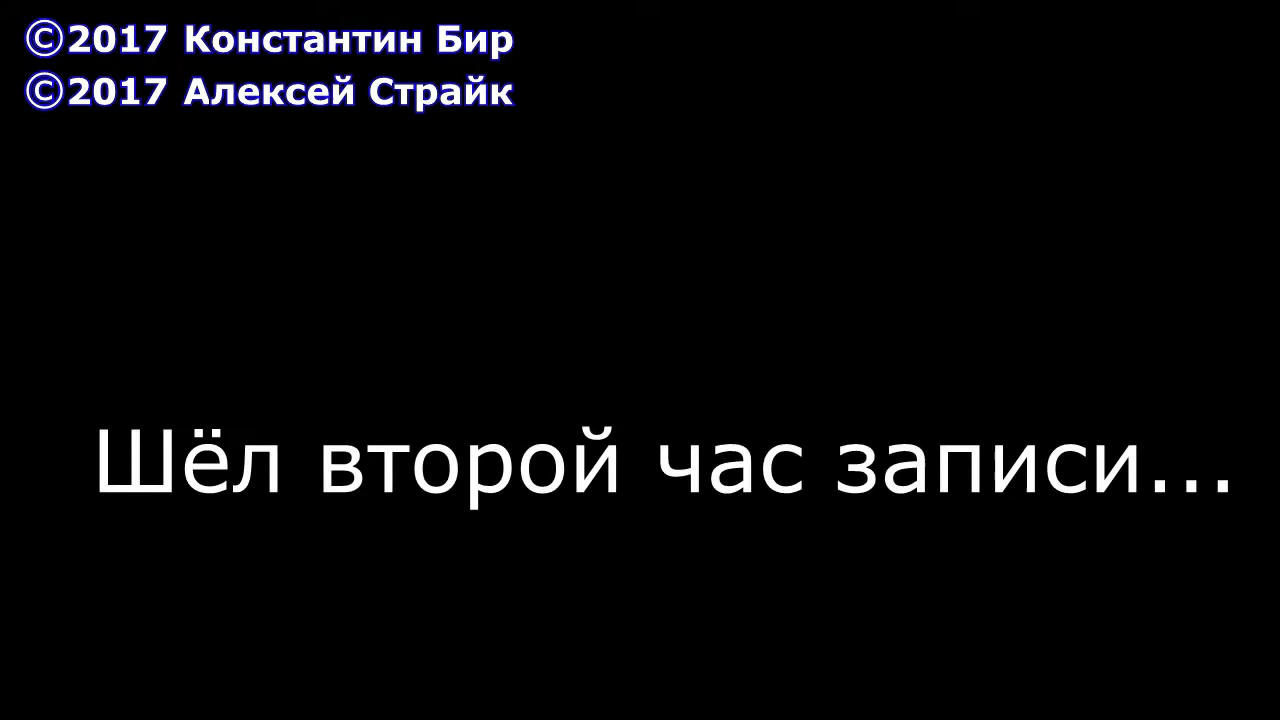 ©2017 Константин Бир
©2017 Алексей Страйк
Шёл второй час записи...